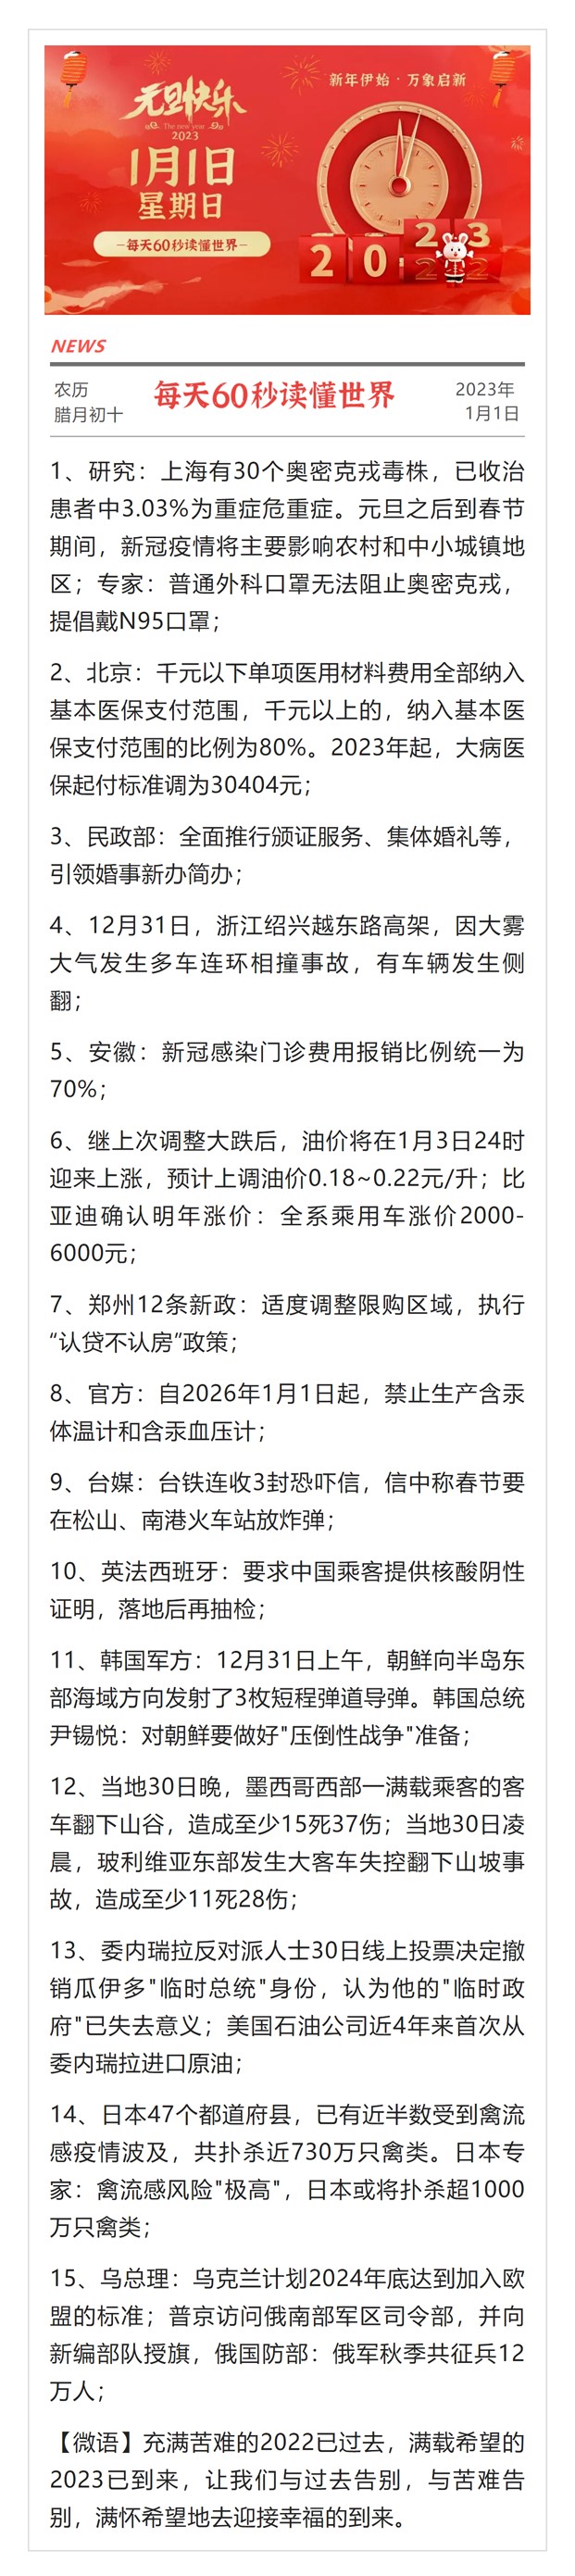 元旦快乐
The new year
2023
1月1日
星期日
-每天60秒读懂世界-
新年伊始·万象启新
2 0 2 3
2 2
NEWS
农历
腊月初十
每天60秒读懂世界
2023年
1月1日
1、研究：上海有30个奥密克戎毒株，已收治
患者中3.03%为重症危重症。元旦之后到春节
期间，新冠疫情将主要影响农村和中小城镇地
区；专家：普通外科口罩无法阻止奥密克戎，
提倡戴N95口罩；
2、北京：千元以下单项医用材料费用全部纳入
基本医保支付范围，千元以上的，纳入基本医
保支付范围的比例为80%。2023年起，大病医
保起付标准调为30404元；
3、民政部：全面推行颁证服务、集体婚礼等，
引领婚事新办简办；
4、12月31日，浙江绍兴越东路高架，因大雾
大气发生多车连环相撞事故，有车辆发生侧
翻；
5、安徽：新冠感染门诊费用报销比例统一为
70%；
6、继上次调整大跌后，油价将在1月3日24时
迎来上涨，预计上调油价0.18~0.22元/升；比
亚迪确认明年涨价：全系乘用车涨价2000-
6000元；
7、郑州12条新政：适度调整限购区域，执行
“认贷不认房”政策；
8、官方：自2026年1月1日起，禁止生产含汞
体温计和含汞血压计；
9、台媒：台铁连收3封恐吓信，信中称春节要
在松山、南港火车站放炸弹；
10、英法西班牙：要求中国乘客提供核酸阴性
证明，落地后再抽检；
11、韩国军方：12月31日上午，朝鲜向半岛东
部海域方向发射了3枚短程弹道导弹。韩国总统
尹锡悦：对朝鲜要做好"压倒性战争"准备；
12、当地30日晚，墨西哥西部一满载乘客的客
车翻下山谷，造成至少15死37伤；当地30日凌
晨，玻利维亚东部发生大客车失控翻下山坡事
故，造成至少11死28伤；
13、委内瑞拉反对派人士30日线上投票决定撤
销瓜伊多"临时总统"身份，认为他的"临时政
府"已失去意义；美国石油公司近4年来首次从
委内瑞拉进口原油；
14、日本47个都道府县，已有近半数受到禽流
感疫情波及，共扑杀近730万只禽类。日本专
家：禽流感风险"极高"，日本或将扑杀超1000
万只禽类；
15、乌总理：乌克兰计划2024年底达到加入欧
盟的标准；普京访问俄南部军区司令部，并向
新编部队授旗，俄国防部：俄军秋季共征兵12
万人；
【微语】充满苦难的2022已过去，满载希望的
2023已到来，让我们与过去告别，与苦难告
别，满怀希望地去迎接幸福的到来。